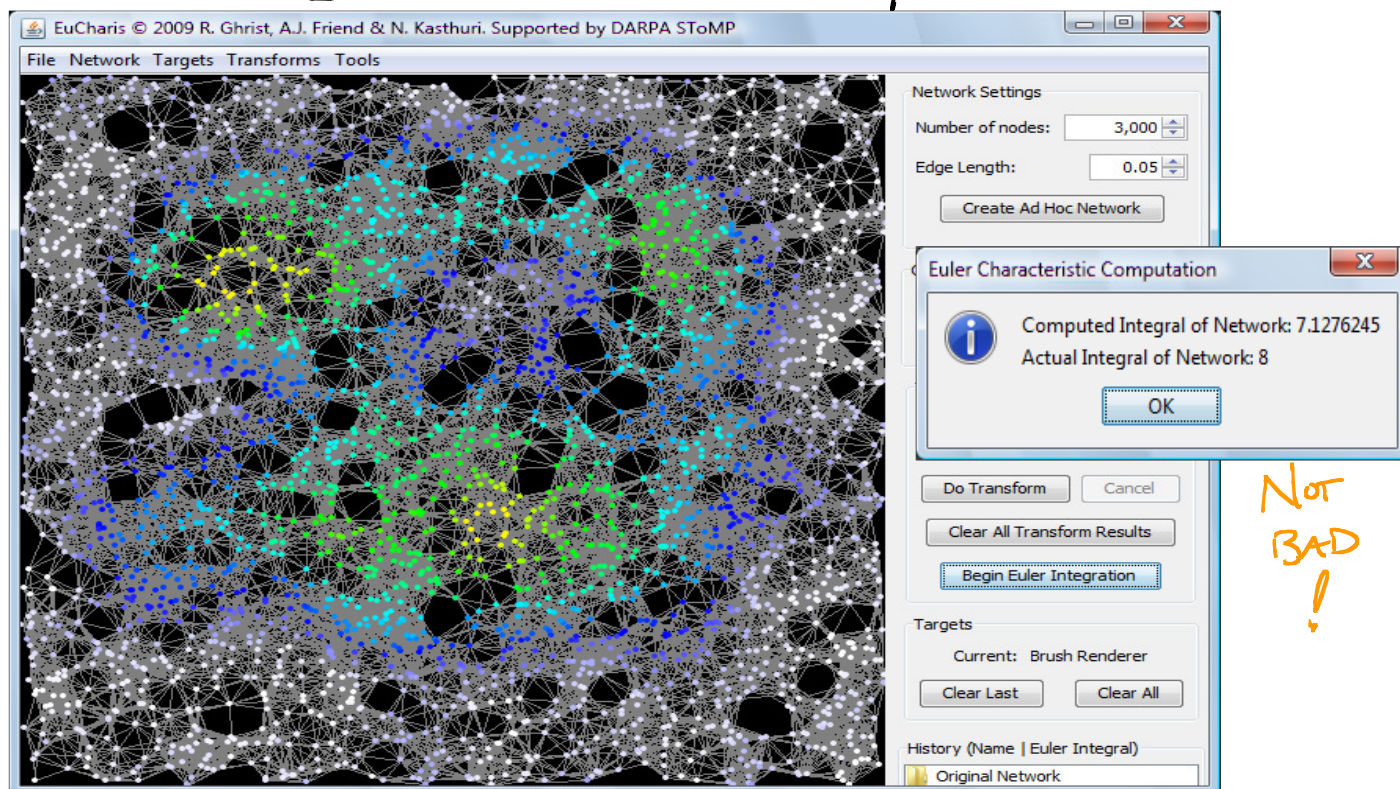 EuCharis © 2009 R. Ghrist, A.J. Friend & N. Kasthuri. Supported by DARPA SToMP
File Network Targets Transforms Tools
Network Settings
Number of nodes: 3,000
Edge Length: 0.05
Create Ad Hoc Network
Euler Characteristic Computation
Computed Integral of Network: 7.1276245
Actual Integral of Network: 8
OK
Do Transform Cancel
Clear All Transform Results
Begin Euler Integration
Targets
Current: Brush Renderer
Clear Last Clear All
History (Name | Euler Integral)
Original Network
NOT
BAD
!